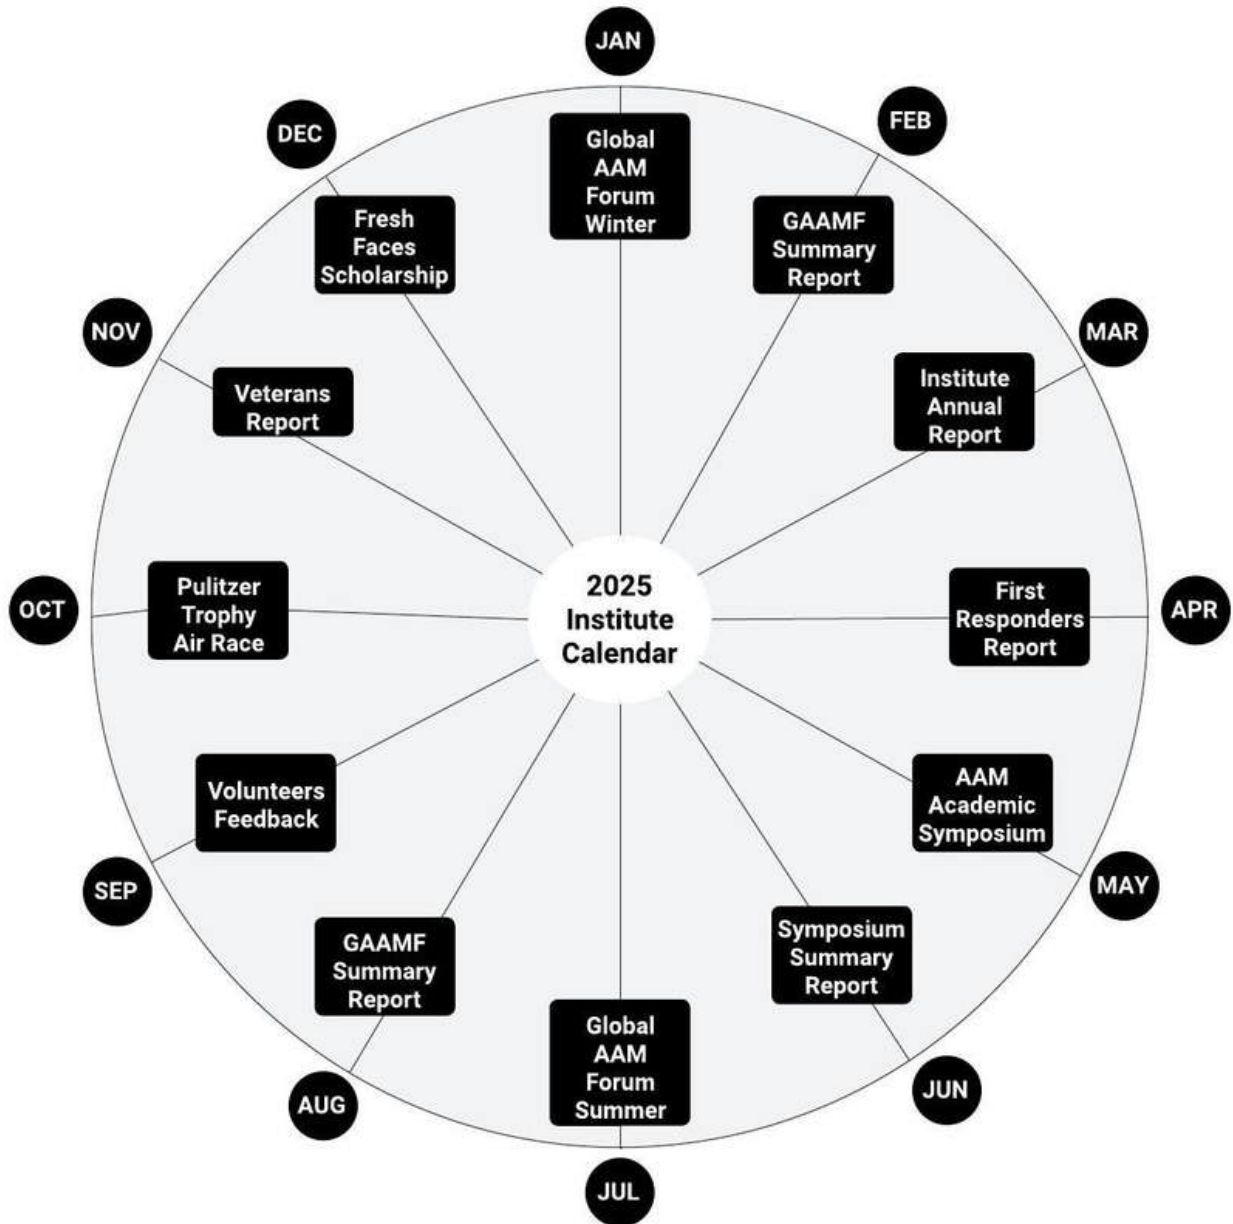 JAN
Global
AAM
Forum
Winter
FEB
GAAMF
Summary
Report
MAR
Institute
Annual
Report
APR
First
Responders
Report
MAY
AAM
Academic
Symposium
JUN
Symposium
Summary
Report
JUL
Global
AAM
Forum
Summer
AUG
GAAMF
Summary
Report
SEP
Volunteers
Feedback
OCT
Pulitzer
Trophy
Air Race
NOV
Veterans
Report
DEC
Fresh
Faces
Scholarship
2025
Institute
Calendar